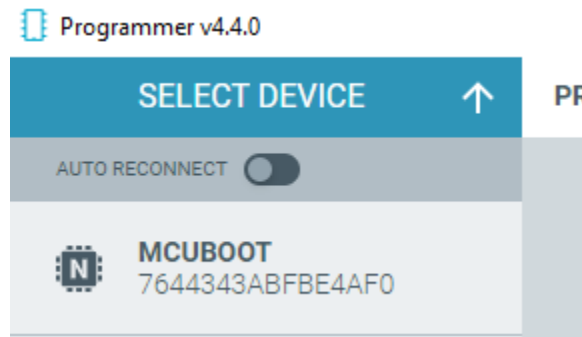 Programmer v4.4.0
SELECT DEVICE
PR
AUTO RECONNECT
N
MCUBOOT
7644343ABFBE4AF0